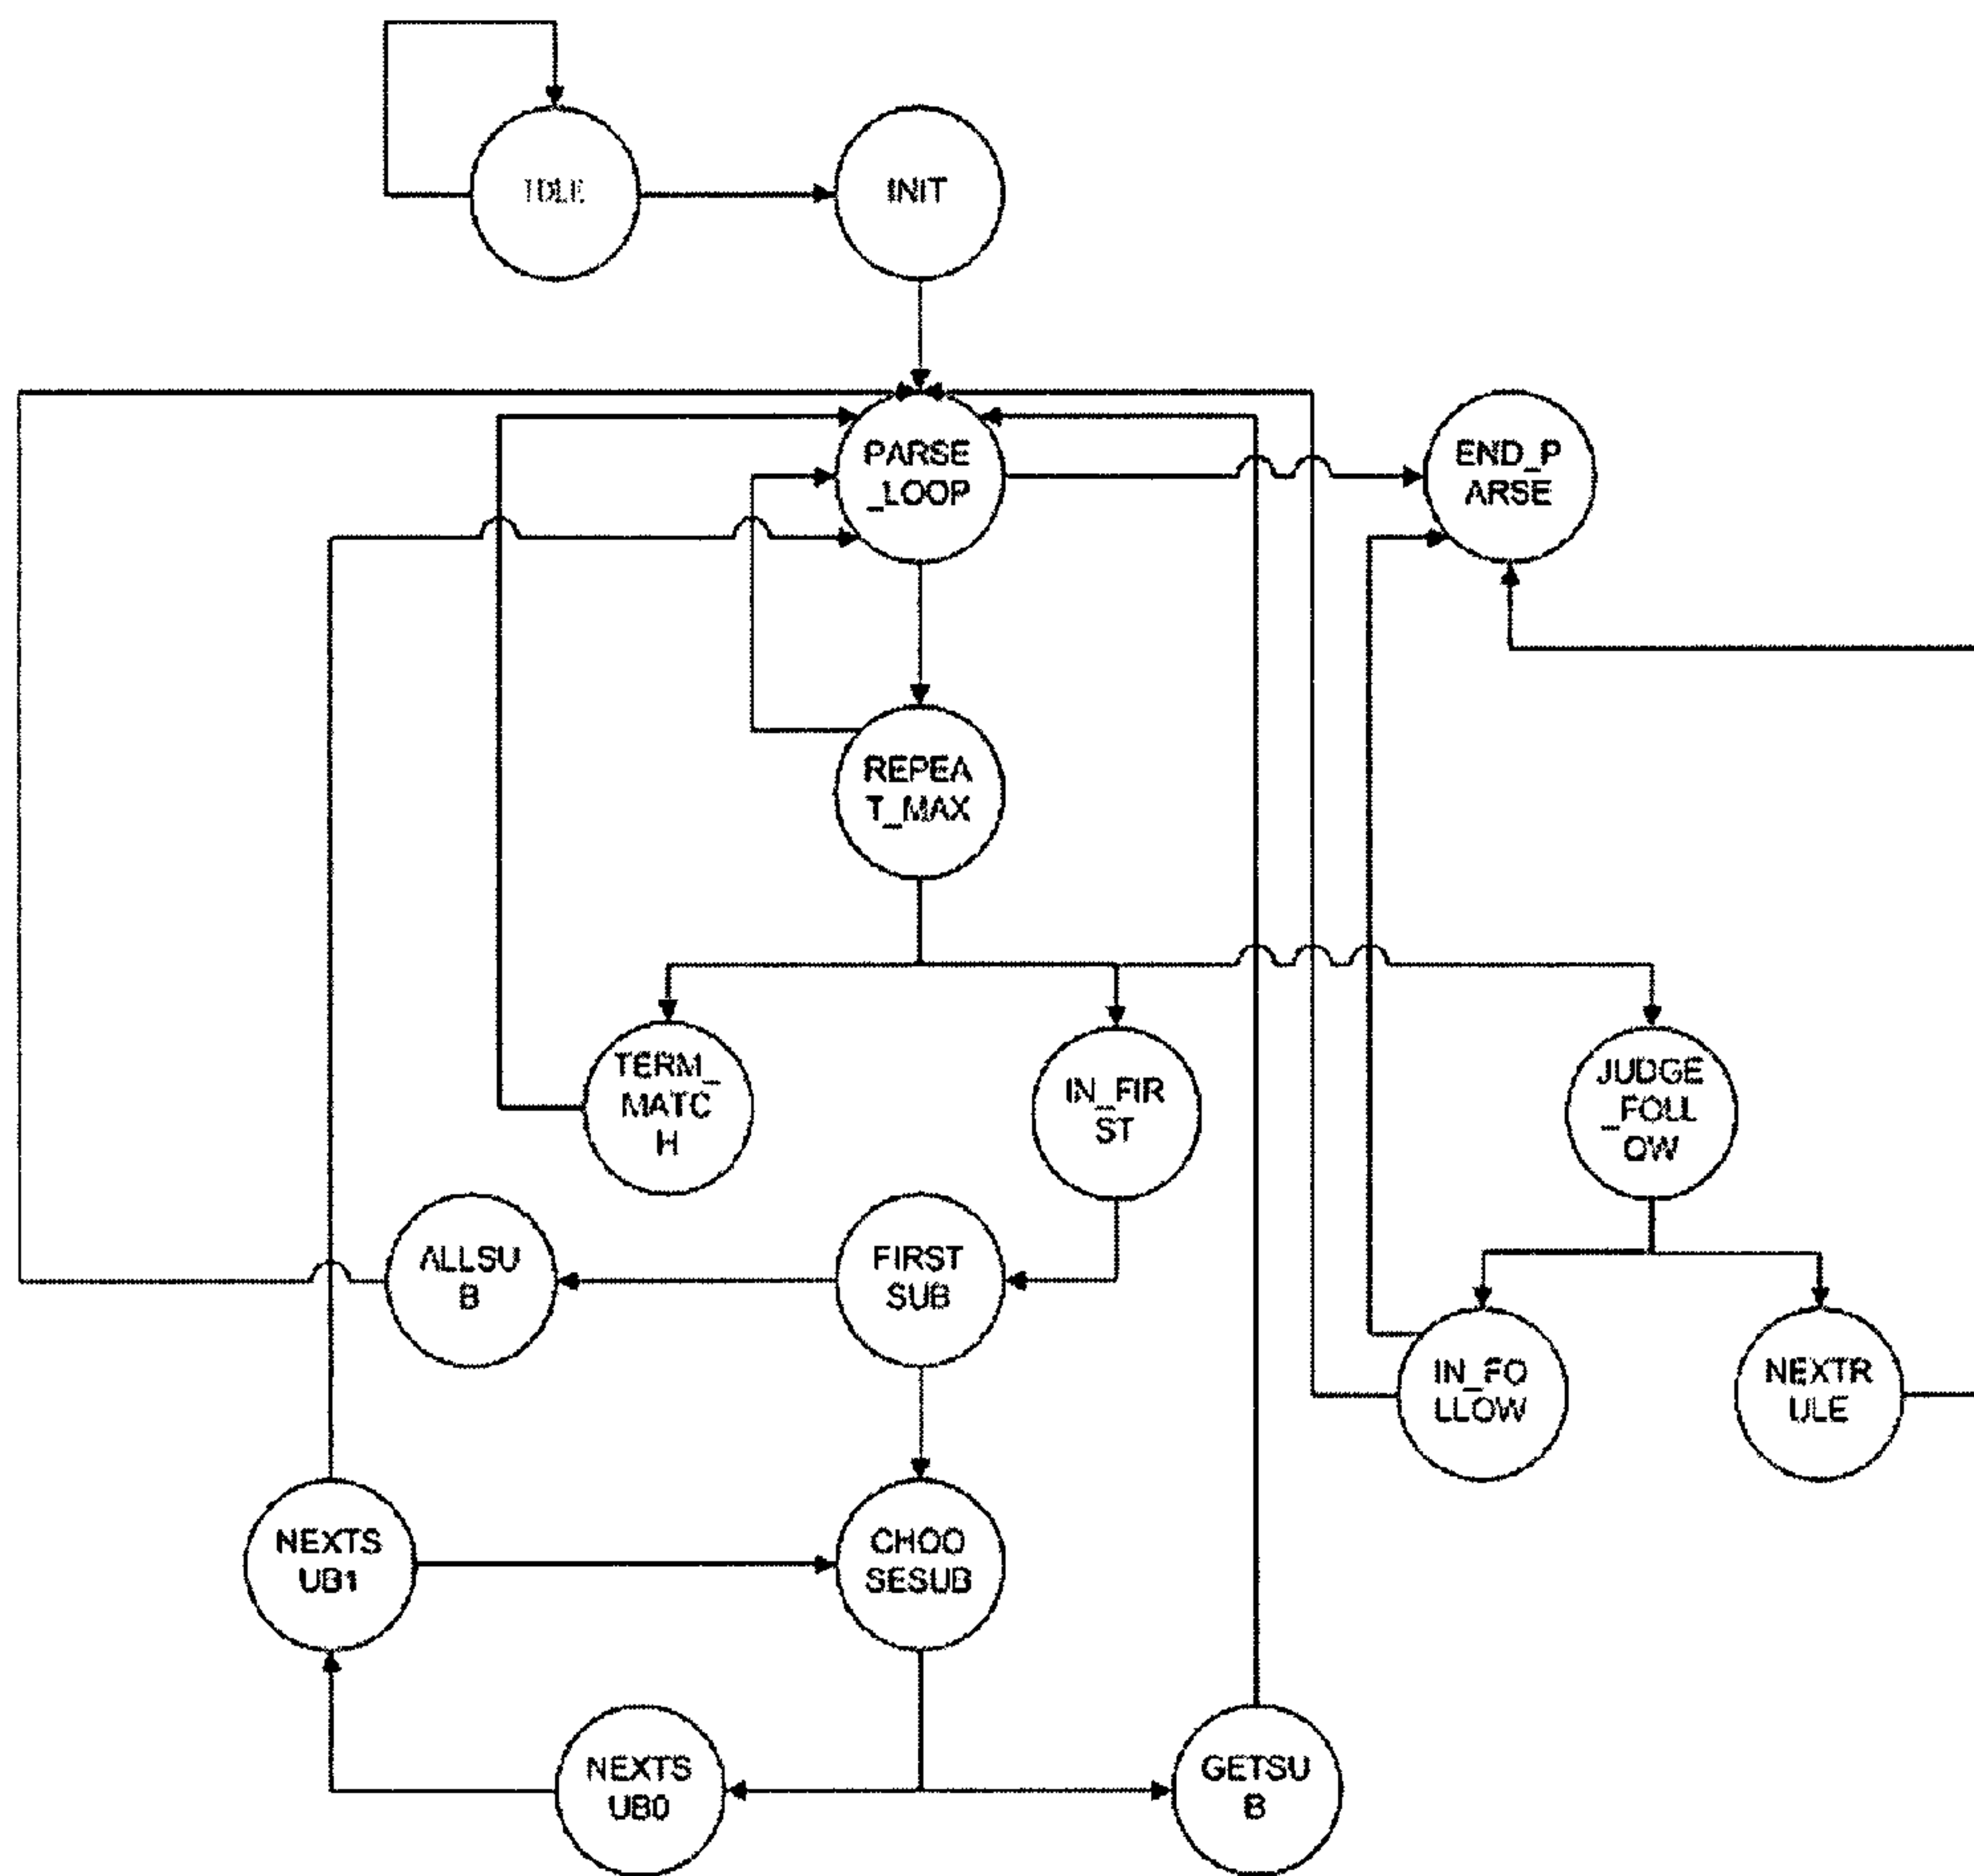 IDLE
INIT
PARSE
_LOOP
END_P
ARSE
REPEA
T_MAX
TERM_
MATC
H
IN_FIR
ST
JUDGE
_FOLL
OW
ALLSU
B
FIRST
SUB
IN_FO
LLOW
NEXTR
ULE
NEXTS
UB1
CHOO
SESUB
NEXTS
UB0
GETSU
B